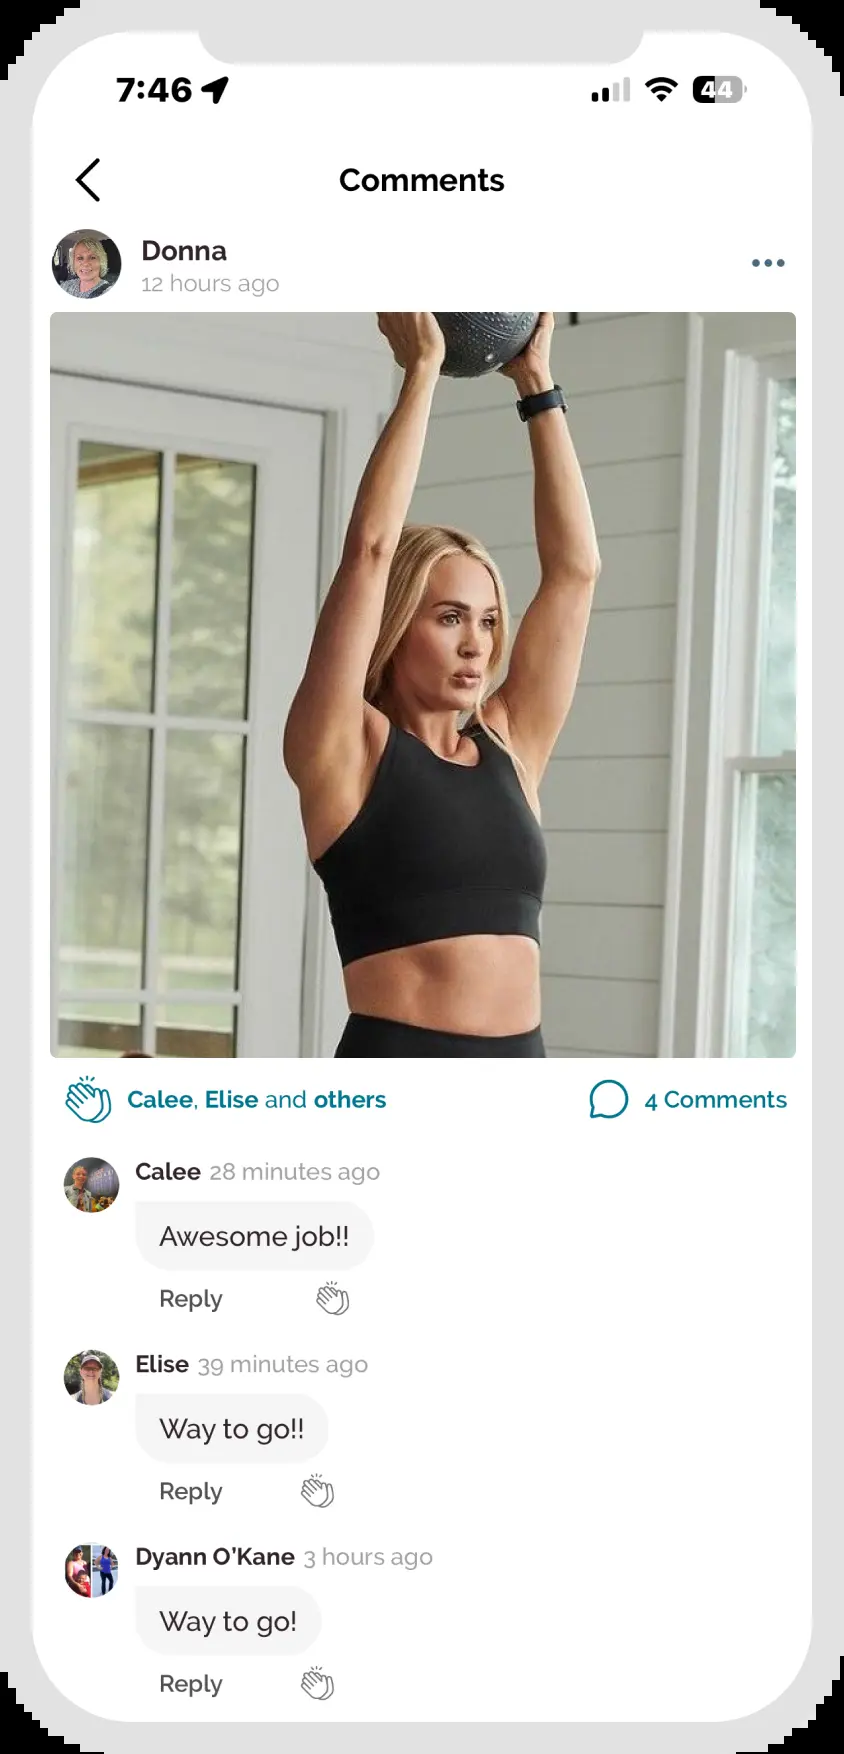 7:46
44
Comments
Donna
12 hours ago
Calee, Elise and others
4 Comments
Calee 28 minutes ago
Awesome job!!
Reply
Elise 39 minutes ago
Way to go!!
Reply
Dyann O'Kane 3 hours ago
Way to go!
Reply